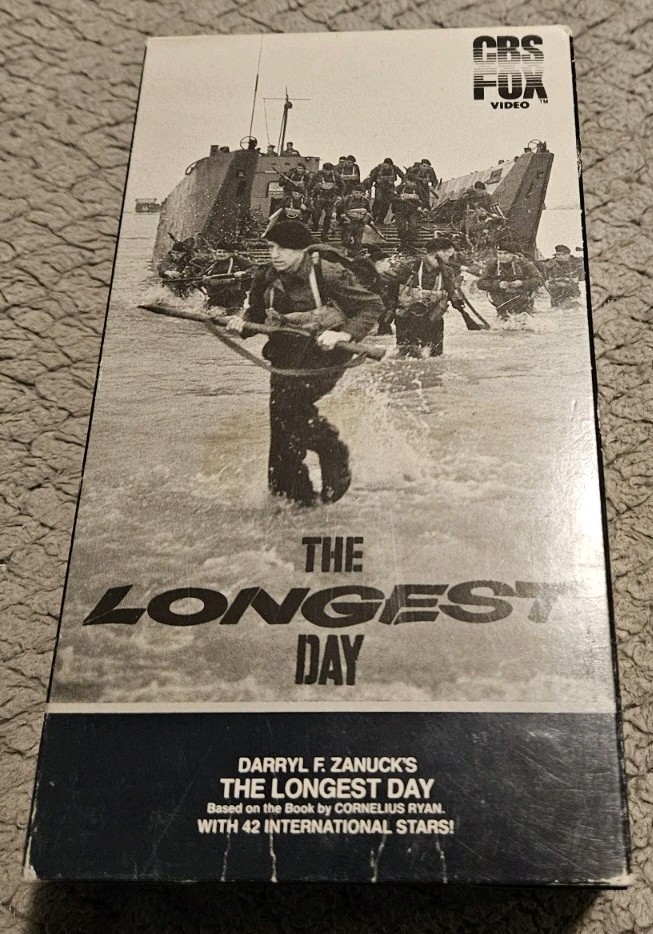 CBS
FOX
VIDEO™
THE
LONGEST
DAY
DARRYL F. ZANUCK'S
THE LONGEST DAY
Based on the Book by CORNELIUS RYAN.
WITH 42 INTERNATIONAL STARS!